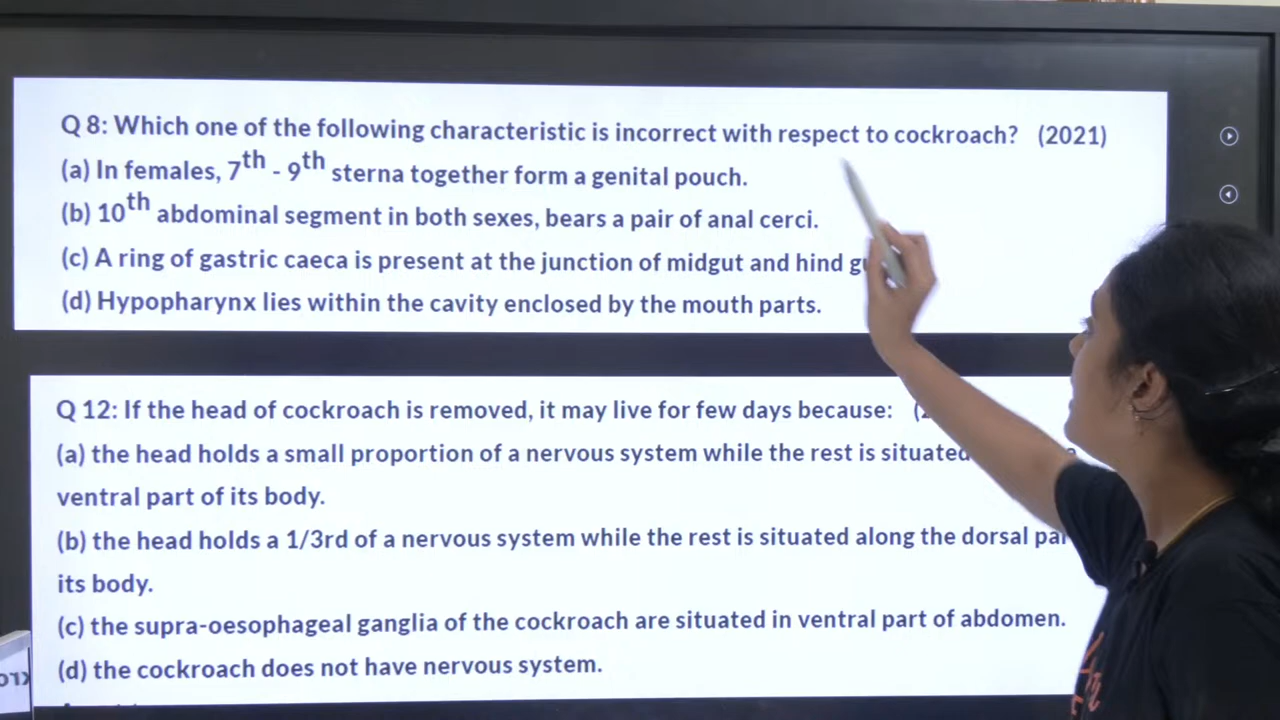 Q 8: Which one of the following characteristic is incorrect with respect to cockroach? (2021)
(a) In females, 7th - 9th sterna together form a genital pouch.
(b) 10th abdominal segment in both sexes, bears a pair of anal cerci.
(c) A ring of gastric caeca is present at the junction of midgut and hind
(d) Hypopharynx lies within the cavity enclosed by the mouth parts.
Q 12: If the head of cockroach is removed, it may live for few days because:
(a) the head holds a small proportion of a nervous system while the rest is situated
ventral part of its body.
(b) the head holds a 1/3rd of a nervous system while the rest is situated along the dorsal
its body.
(c) the supra-oesophageal ganglia of the cockroach are situated in ventral part of abdomen.
(d) the cockroach does not have nervous system.